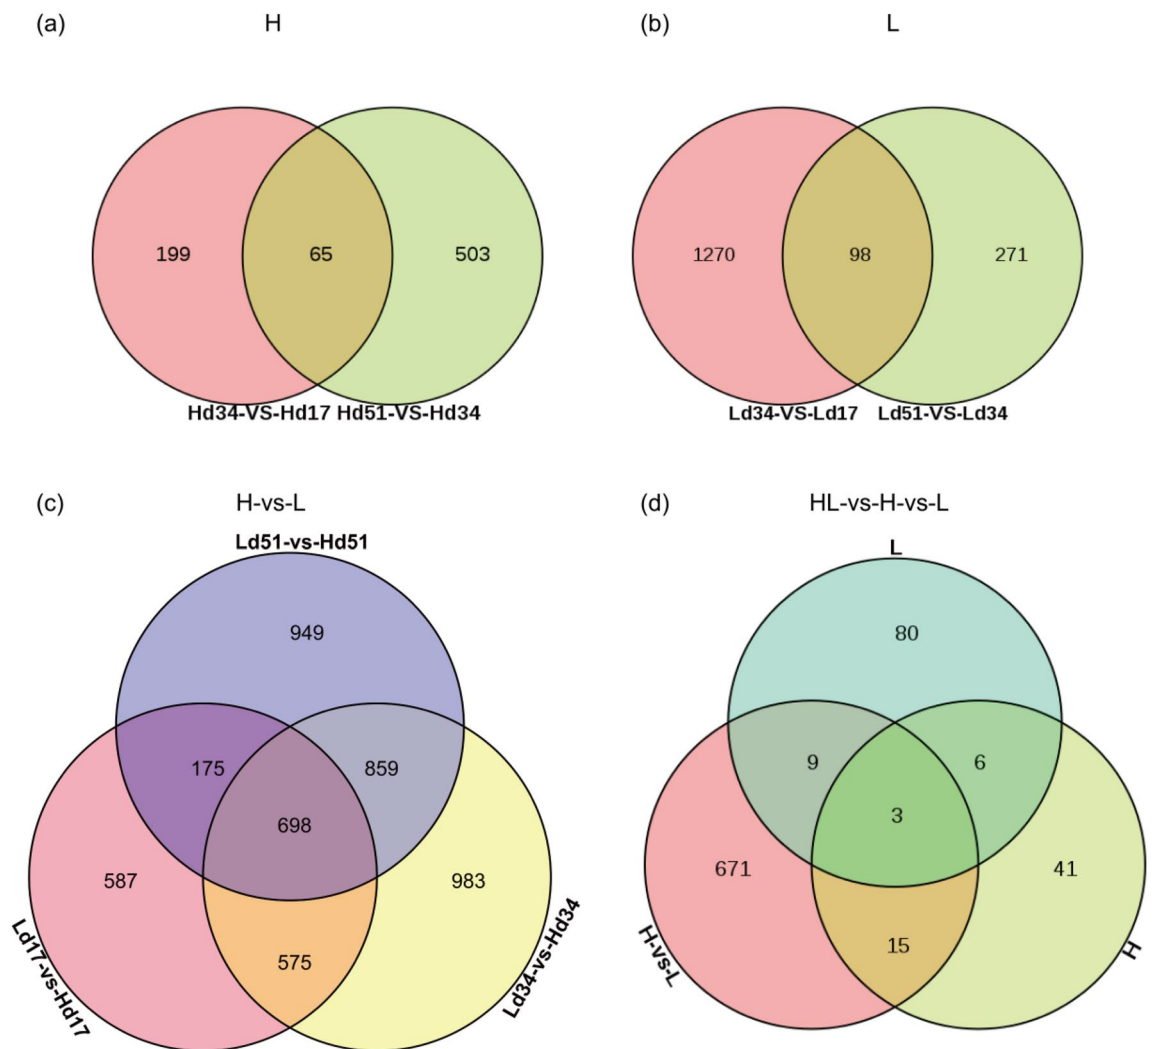 (a) H
199 65 503
Hd34-VS-Hd17 Hd51-VS-Hd34
(b) L
1270 98 271
Ld34-VS-Ld17 Ld51-VS-Ld34
(c) H-vs-L
Ld51-vs-Hd51
949
175 859
698
587 983
575
Ld17-vs-Hd17
Ld34-vs-Hd34
(d) HL-vs-H-vs-L
L
80
9 6
3
671 41
15
H-vs-L
H